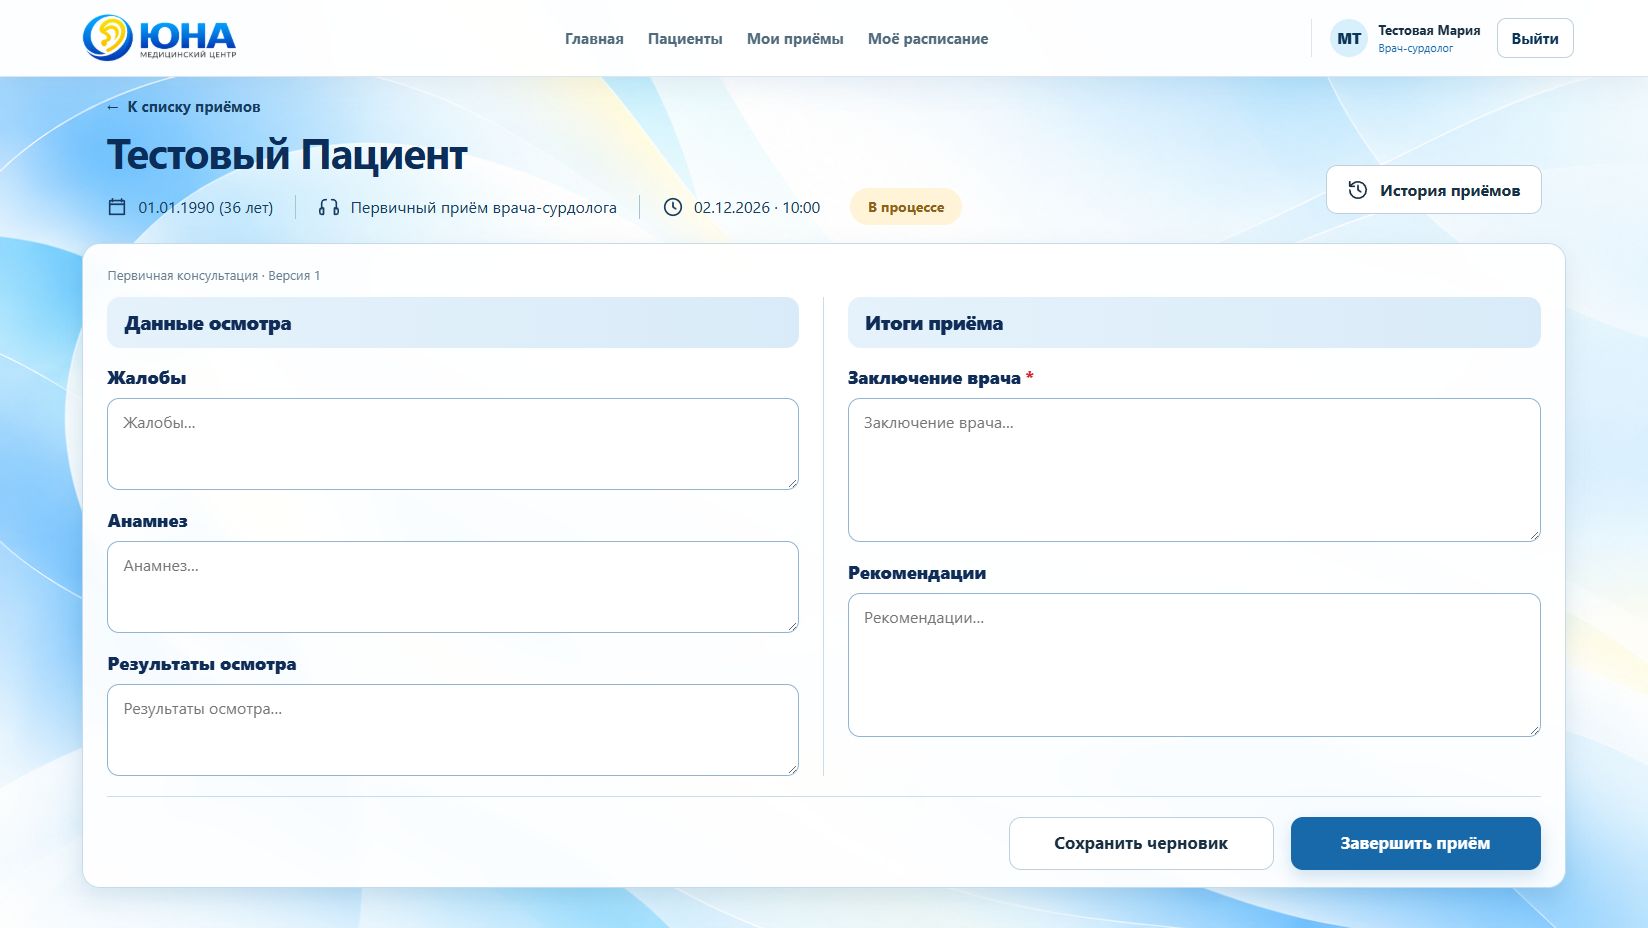 ЮНА
МЕДИЦИНСКИЙ ЦЕНТР
Главная
Пациенты
Мои приёмы
Моё расписание
МТ
Тестовая Мария
Врач-сурдолог
Выйти
← К списку приёмов
Тестовый Пациент
01.01.1990 (36 лет)
Первичный приём врача-сурдолога
02.12.2026 · 10:00
В процессе
История приёмов
Первичная консультация · Версия 1
Данные осмотра
Жалобы
Жалобы...
Анамнез
Анамнез...
Результаты осмотра
Результаты осмотра...
Итоги приёма
Заключение врача *
Заключение врача...
Рекомендации
Рекомендации...
Сохранить черновик
Завершить приём